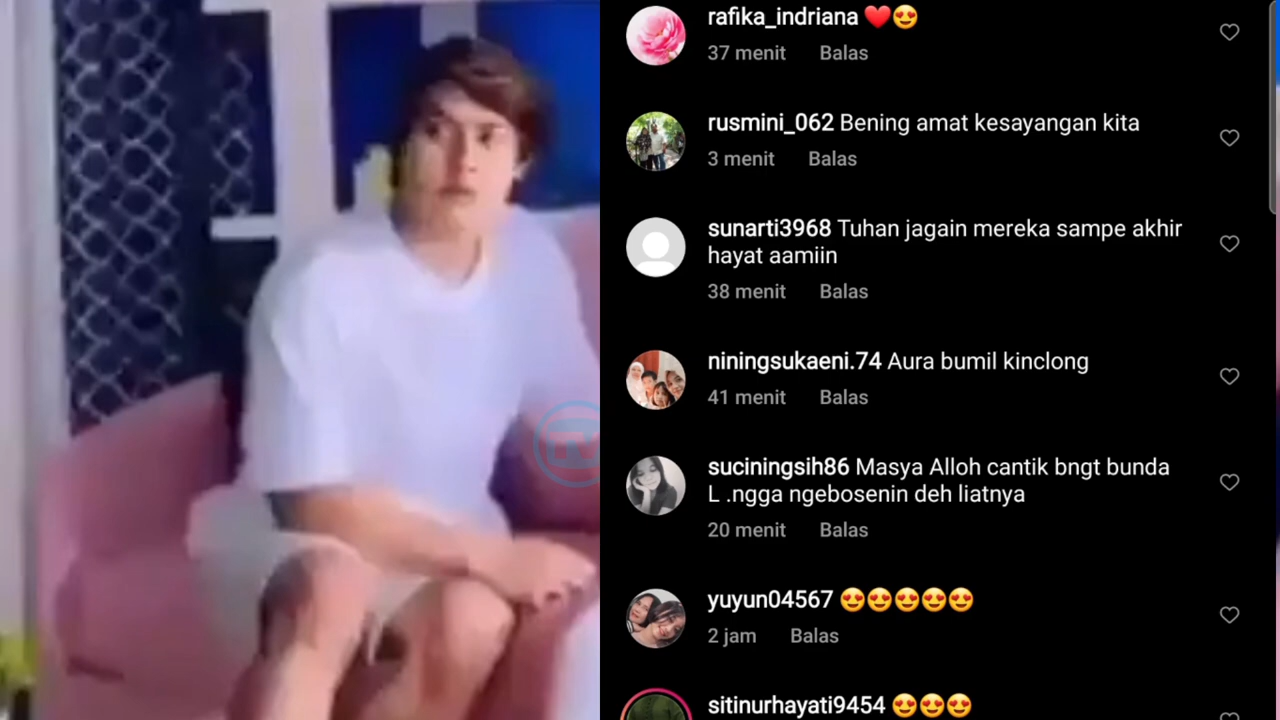 rafika_indriana ❤️😍
37 menit Balas
rusmini_062 Bening amat kesayangan kita
3 menit Balas
sunarti3968 Tuhan jagain mereka sampe akhir
hayat aamiin
38 menit Balas
niningsukaeni.74 Aura bumil kinclong
41 menit Balas
suciningsih86 Masya Alloh cantik bngt bunda
L .ngga ngebosenin deh liatnya
20 menit Balas
yuyun04567 😍😍😍😍😍
2 jam Balas
sitinurhayati9454 😍😍😍
TV